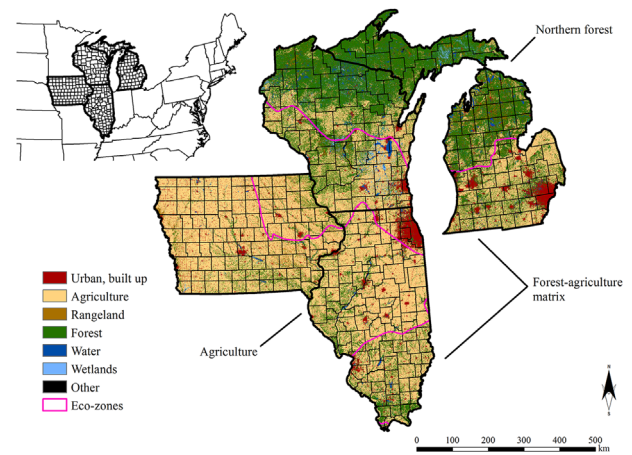 Northern forest
Urban, built up
Agriculture
Rangeland
Forest
Water
Wetlands
Other
Eco-zones
Agriculture
Forest-agriculture
matrix
N
S
0 100 200 300 400 500
km